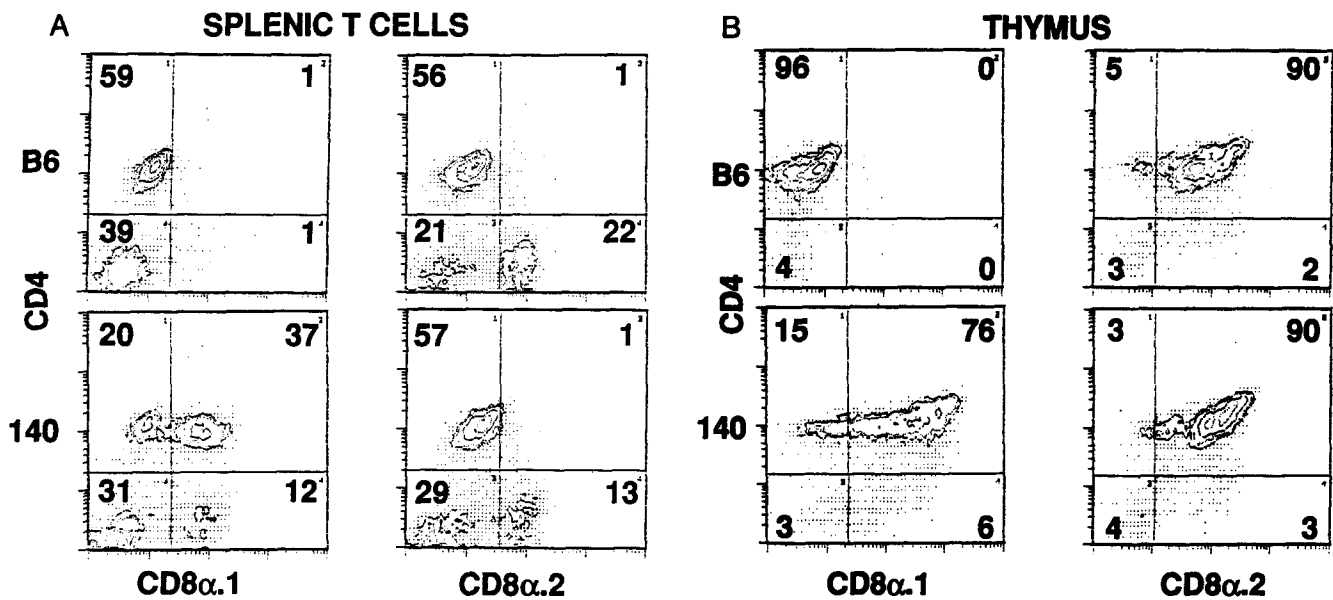 A SPLENIC T CELLS
B THYMUS
59 1 56 1
96 0 5 90
B6
B6
39 1 21 22
4 0 3 2
CD4
CD4
20 37 57 1
15 76 3 90
140
140
31 12 29 13
3 6 4 3
CD8α.1 CD8α.2
CD8α.1 CD8α.2